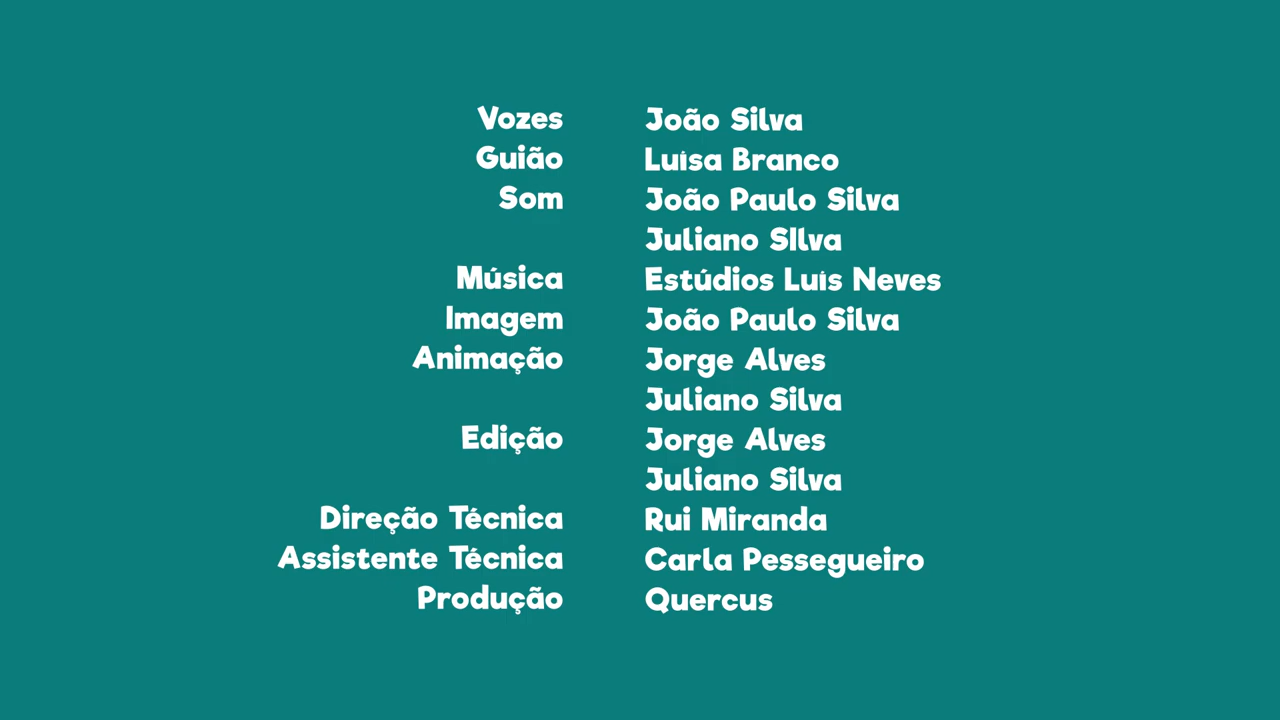 Vozes João Silva
Guião Luísa Branco
Som João Paulo Silva
Juliano SIlva
Música Estúdios Luís Neves
Imagem João Paulo Silva
Animação Jorge Alves
Juliano Silva
Edição Jorge Alves
Juliano Silva
Direção Técnica Rui Miranda
Assistente Técnica Carla Pessegueiro
Produção Quercus